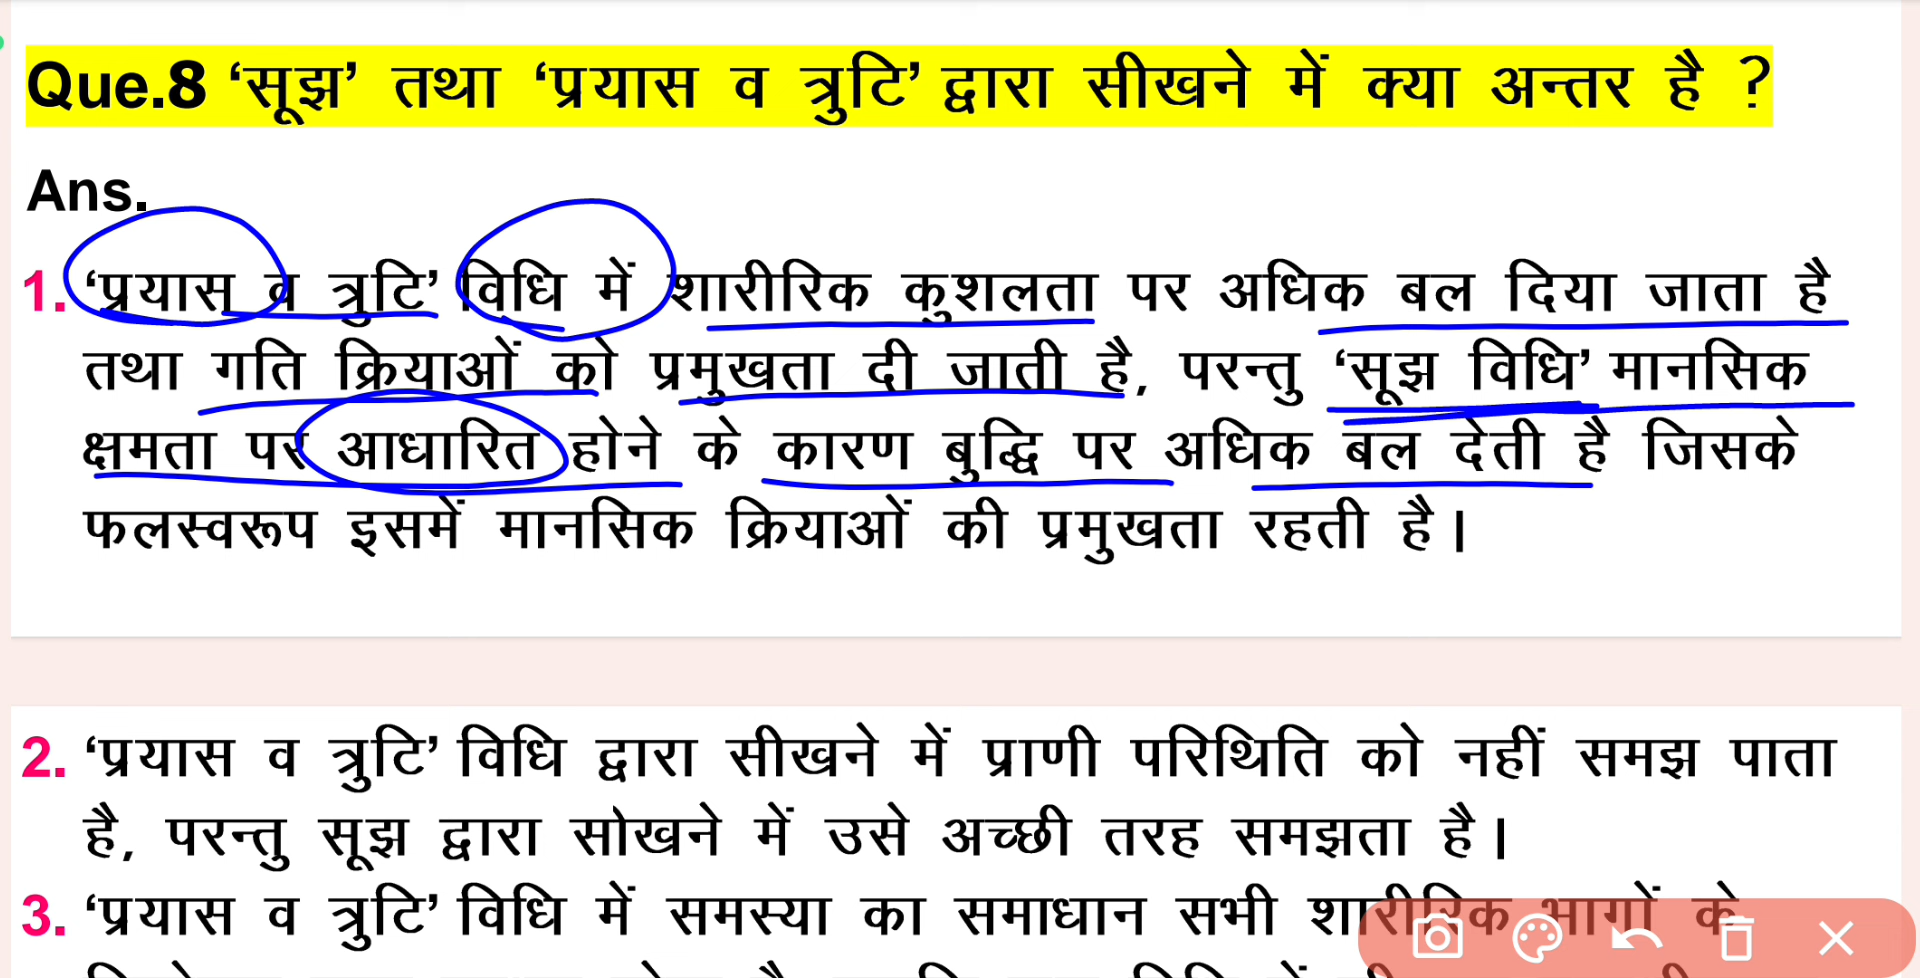 Que.8 ‘सूझ’ तथा ‘प्रयास व त्रुटि’ द्वारा सीखने में क्या अन्तर है ?
Ans.
1. ‘प्रयास व त्रुटि’ विधि में शारीरिक कुशलता पर अधिक बल दिया जाता है
तथा गति क्रियाओं को प्रमुखता दी जाती है, परन्तु ‘सूझ विधि’ मानसिक
क्षमता पर आधारित होने के कारण बुद्धि पर अधिक बल देती है जिसके
फलस्वरूप इसमें मानसिक क्रियाओं की प्रमुखता रहती है।
2. ‘प्रयास व त्रुटि’ विधि द्वारा सीखने में प्राणी परिथिति को नहीं समझ पाता
है, परन्तु सूझ द्वारा सोखने में उसे अच्छी तरह समझता है।
3. ‘प्रयास व त्रुटि’ विधि में समस्या का समाधान सभी शारीरिक भागों के